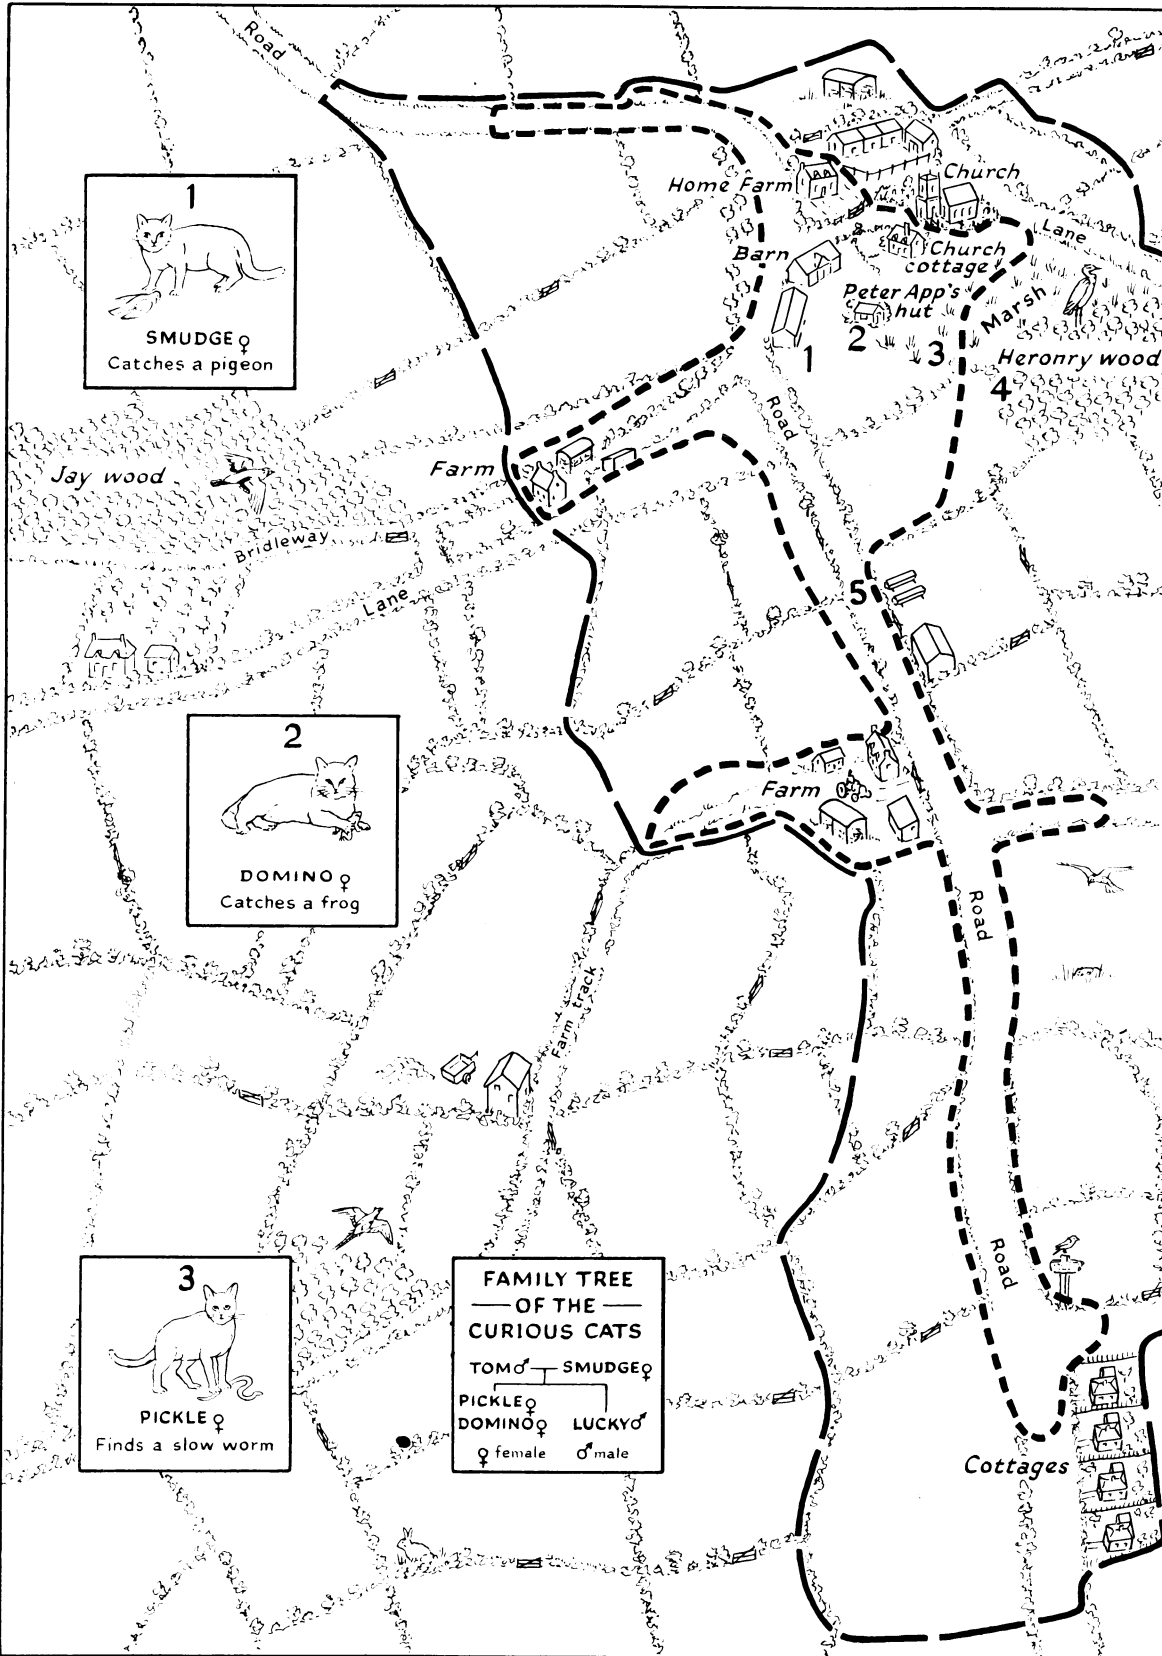 Road
1
SMUDGE♀
Catches a pigeon
Home Farm
Church
Lane
Barn
Church
cottage
Peter App's
hut
Marsh
1
2
3
Heronry wood
4
Road
Jay wood
Farm
Bridleway
Lane
5
2
DOMINO♀
Catches a frog
Farm
Road
Farm track
Road
3
PICKLE♀
Finds a slow worm
FAMILY TREE
OF THE
CURIOUS CATS
TOM♂ SMUDGE♀
PICKLE♀
DOMINO♀ LUCKY♂
♀ female ♂ male
Cottages